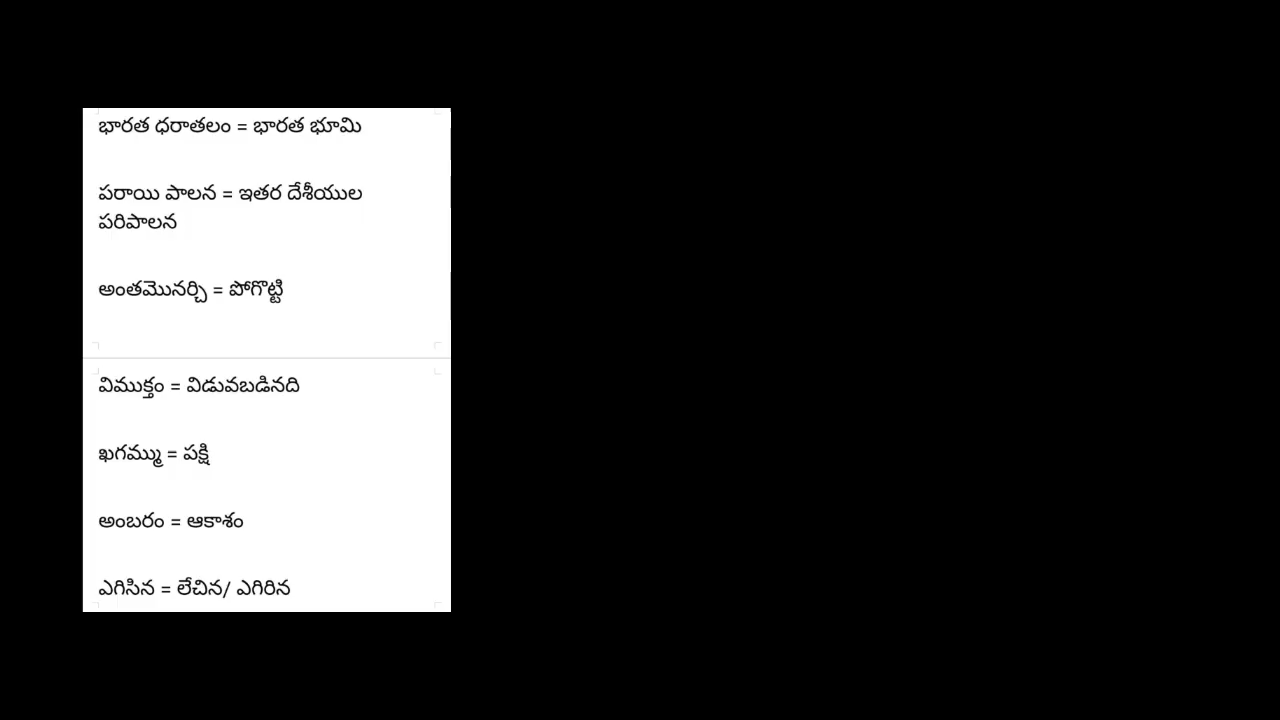 భారత ధరాతలం = భారత భూమి
పరాయి పాలన = ఇతర దేశీయుల
పరిపాలన
అంతమొనర్చి = పోగొట్టి
విముక్తం = విడువబడినది
ఖగమ్ము = పక్షి
అంబరం = ఆకాశం
ఎగిసిన = లేచిన/ ఎగిరిన